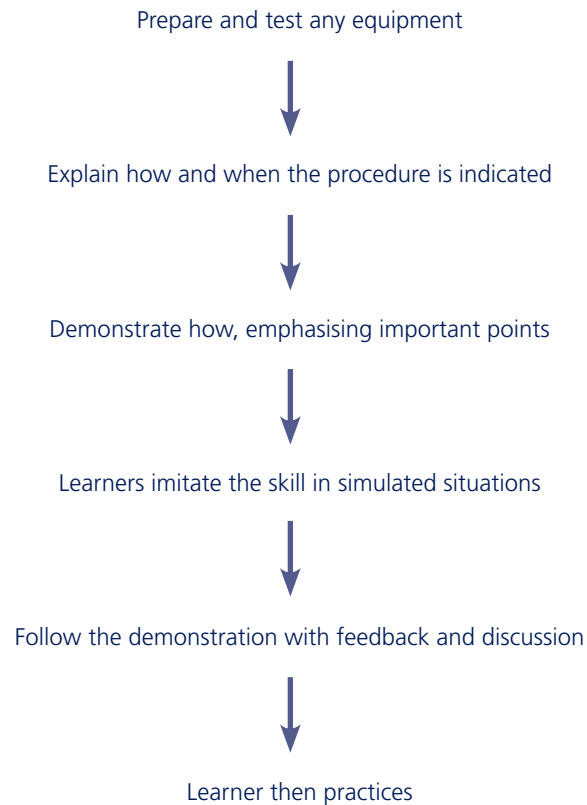 Prepare and test any equipment
Explain how and when the procedure is indicated
Demonstrate how, emphasising important points
Learners imitate the skill in simulated situations
Follow the demonstration with feedback and discussion
Learner then practices